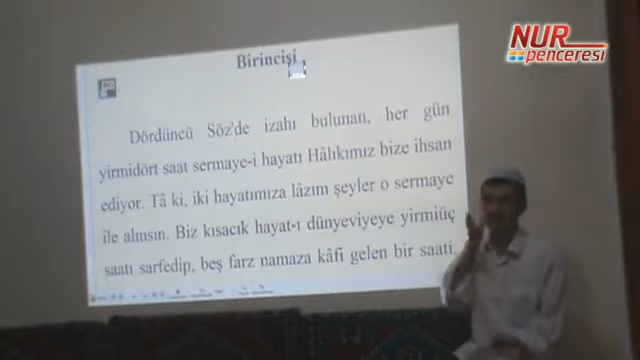 NUR
penceresi
Birincisi
Dördüncü Söz'de izahı bulunan, her gün
yirmidört saat sermaye-i hayatı Hâlıkımız bize ihsan
ediyor. Tâ ki, iki hayatımıza lâzım şeyler o sermaye
ile alınsın. Biz kısacık hayat-ı dünyeviyeye yirmiüç
saatı sarfedip, beş farz namaza kâfi gelen bir saati